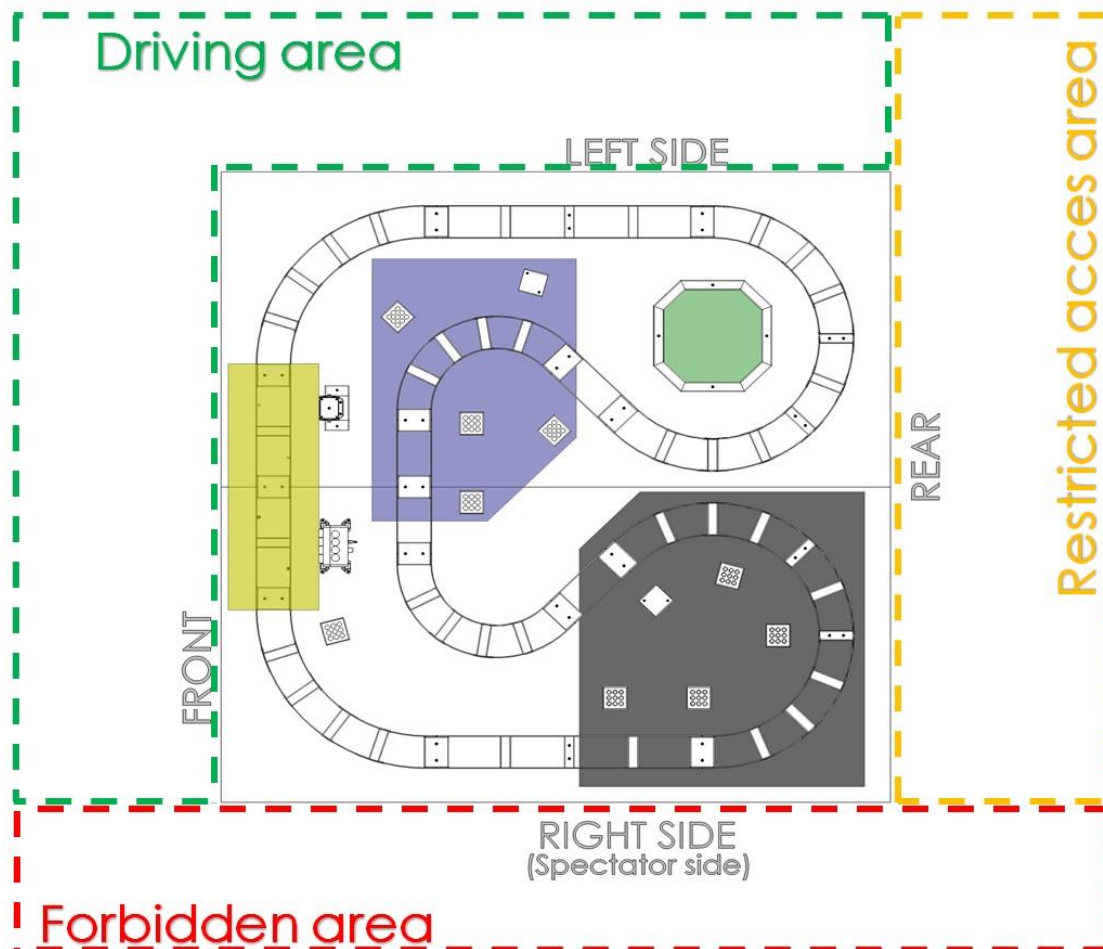 Driving area
LEFT SIDE
Restricted acces area
REAR
FRONT
RIGHT SIDE
(Spectator side)
Forbidden area